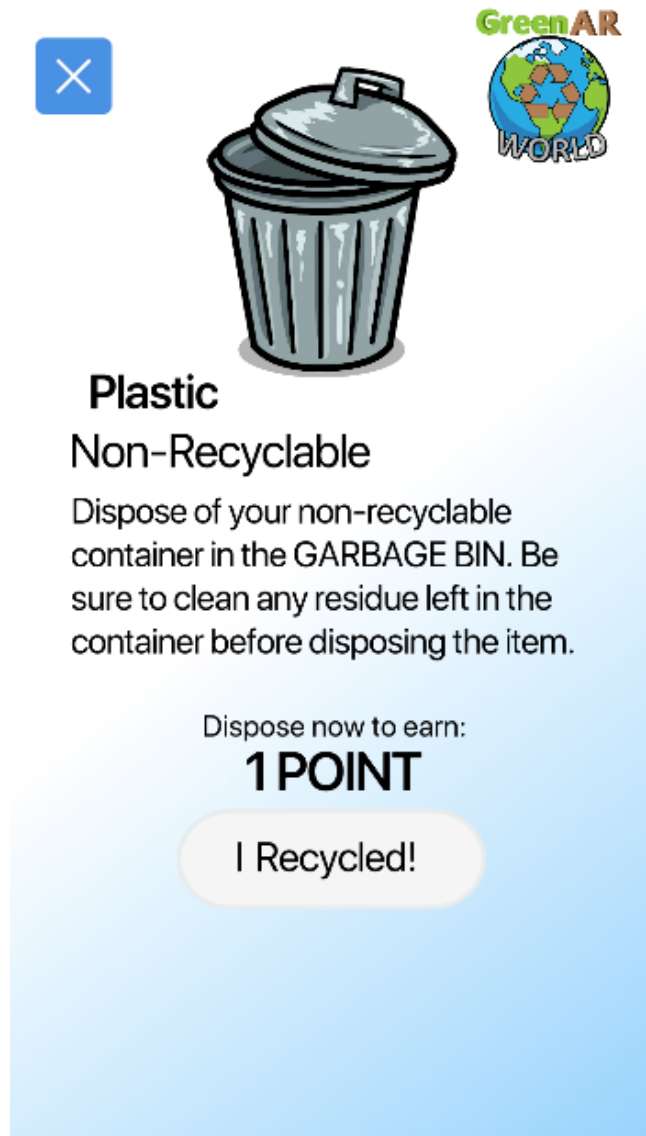 GreenAR
WORLD
Plastic
Non-Recyclable
Dispose of your non-recyclable
container in the GARBAGE BIN. Be
sure to clean any residue left in the
container before disposing the item.
Dispose now to earn:
1 POINT
I Recycled!